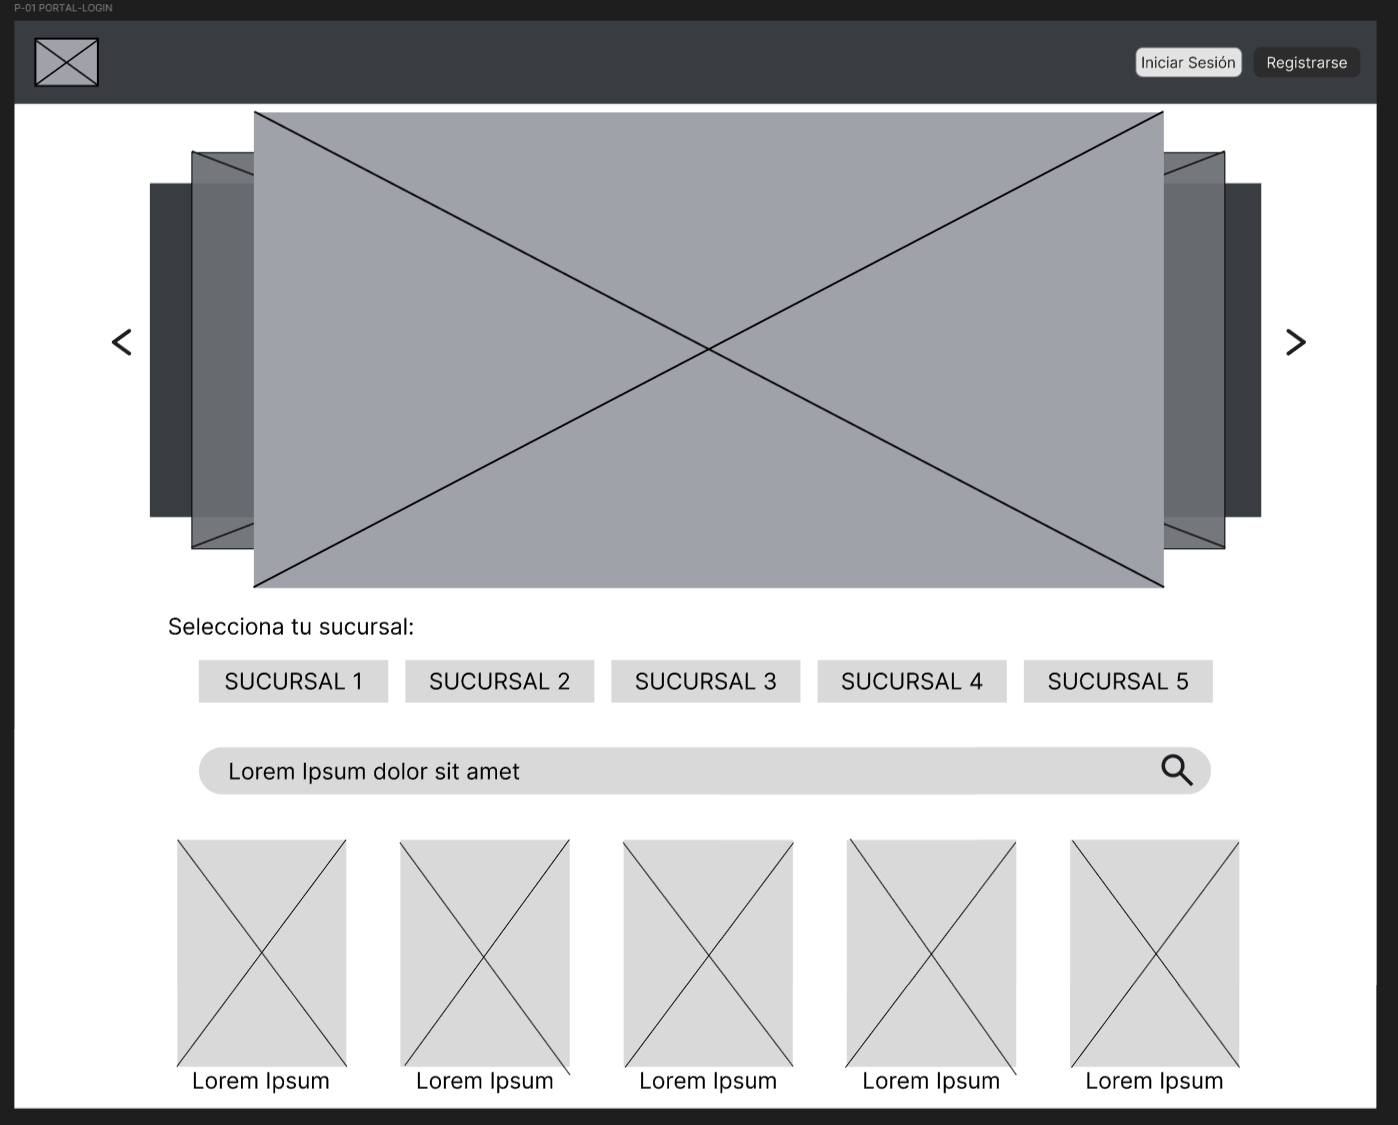 P-01 PORTAL-LOGIN
Iniciar Sesión
Registrarse
Selecciona tu sucursal:
SUCURSAL 1
SUCURSAL 2
SUCURSAL 3
SUCURSAL 4
SUCURSAL 5
Lorem Ipsum dolor sit amet
Lorem Ipsum
Lorem Ipsum
Lorem Ipsum
Lorem Ipsum
Lorem Ipsum